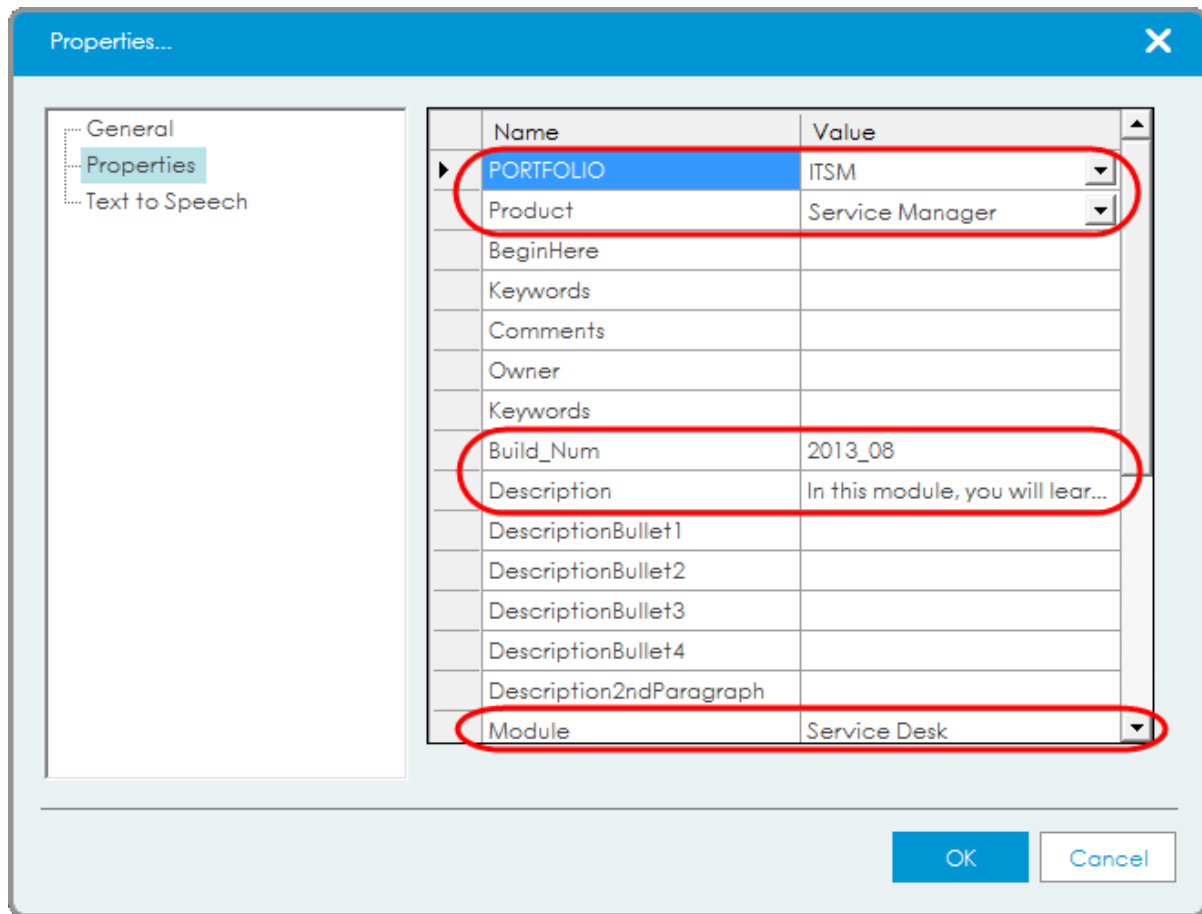 Properties...
General
Properties
Text to Speech
Name Value
PORTFOLIO ITSM
Product Service Manager
BeginHere
Keywords
Comments
Owner
Keywords
Build_Num 2013_08
Description In this module, you will lear...
DescriptionBullet1
DescriptionBullet2
DescriptionBullet3
DescriptionBullet4
Description2ndParagraph
Module Service Desk
OK Cancel